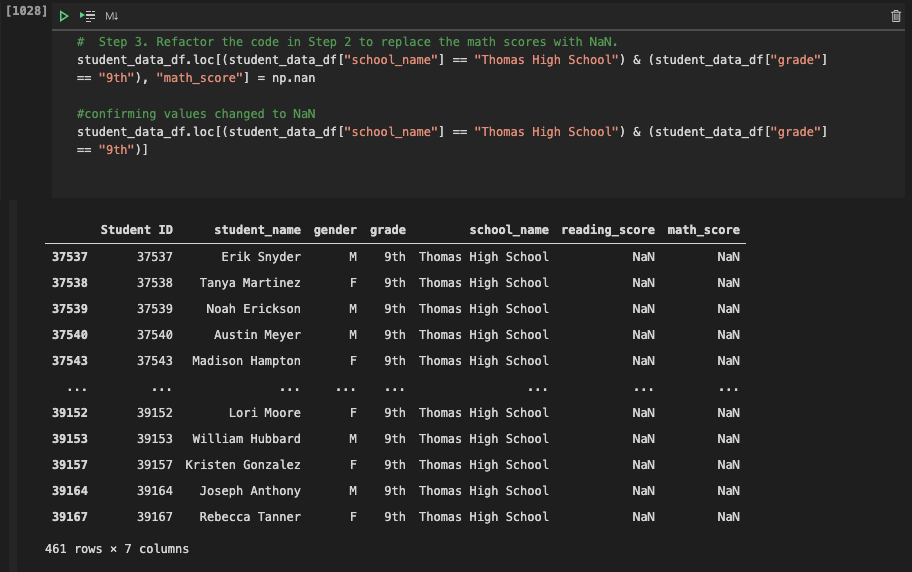 [1028]
M↓
#  Step 3. Refactor the code in Step 2 to replace the math scores with NaN.
student_data_df.loc[(student_data_df["school_name"] == "Thomas High School") & (student_data_df["grade"]
== "9th"), "math_score"] = np.nan
#confirming values changed to NaN
student_data_df.loc[(student_data_df["school_name"] == "Thomas High School") & (student_data_df["grade"]
== "9th")]
Student ID student_name gender grade school_name reading_score math_score
37537 37537 Erik Snyder M 9th Thomas High School NaN NaN
37538 37538 Tanya Martinez F 9th Thomas High School NaN NaN
37539 37539 Noah Erickson M 9th Thomas High School NaN NaN
37540 37540 Austin Meyer M 9th Thomas High School NaN NaN
37543 37543 Madison Hampton F 9th Thomas High School NaN NaN
... ... ... ... ... ... ... ...
39152 39152 Lori Moore F 9th Thomas High School NaN NaN
39153 39153 William Hubbard M 9th Thomas High School NaN NaN
39157 39157 Kristen Gonzalez F 9th Thomas High School NaN NaN
39164 39164 Joseph Anthony M 9th Thomas High School NaN NaN
39167 39167 Rebecca Tanner F 9th Thomas High School NaN NaN
461 rows × 7 columns